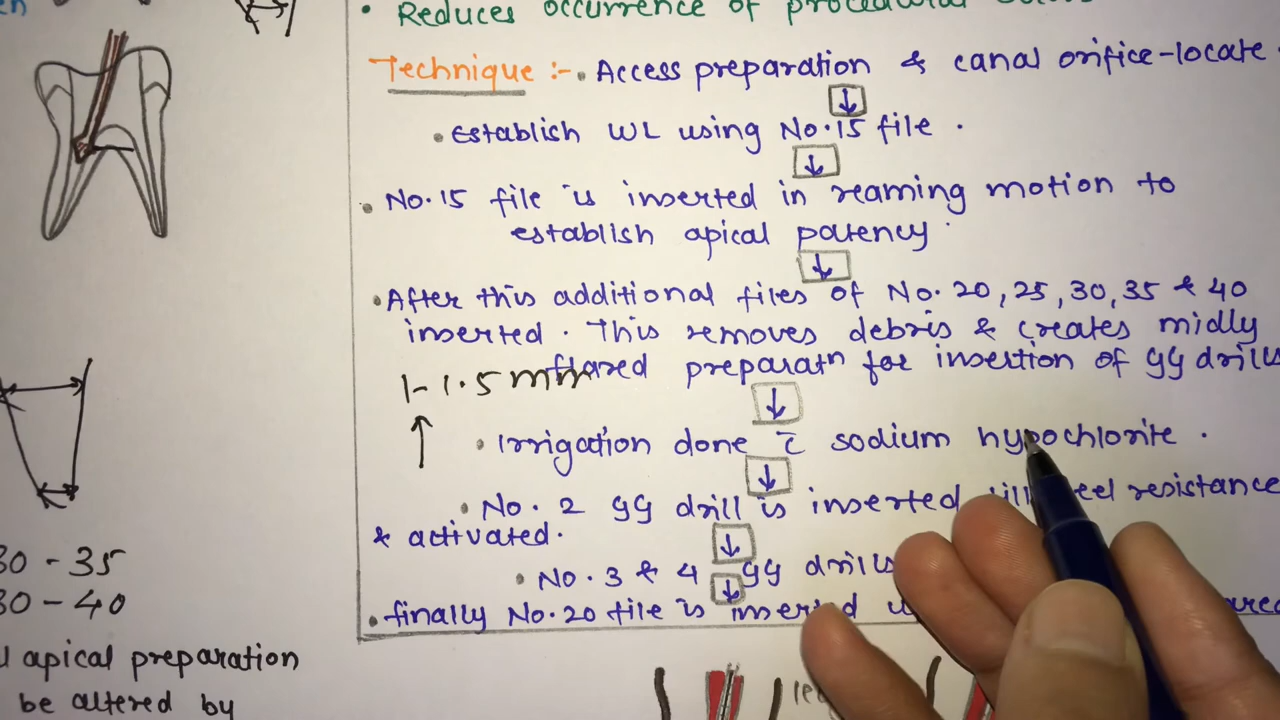 Reduces occurrence of procedural
Technique :- • Access preparation & canal orifice-locate
↓
• Establish WL using No.15 file .
↓
• No.15 file is inserted in reaming motion to
establish apical patency .
↓
• After this additional files of No. 20, 25, 30, 35 & 40
inserted . This removes debris & creates midly
flared preparatn for insertion of gg drills
1-1.5 mm
↓
↑
• Irrigation done c̄ sodium hypochlorite .
↓
• No. 2 gg drill is inserted till feel resistance
& activated .
↓
• No. 3 & 4 gg drills
↓
• finally No.20 file is inserted
30 - 35
30 - 40
apical preparation
be altered by